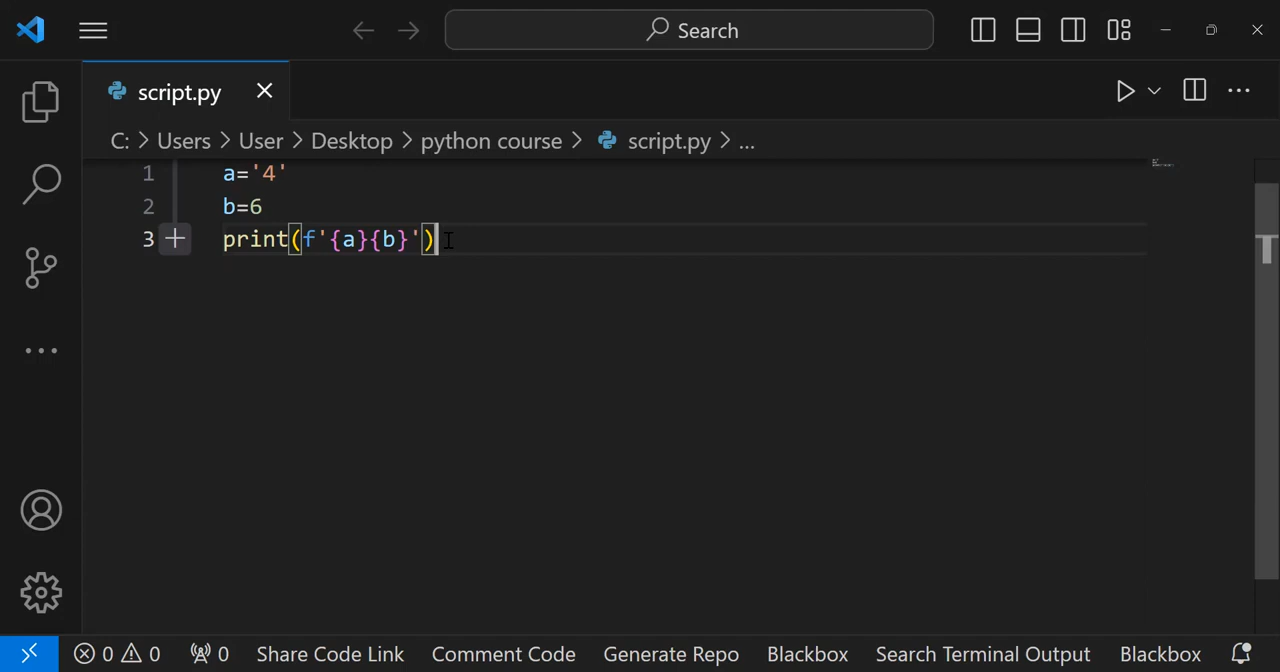 Search
script.py
C: > Users > User > Desktop > python course > script.py > ...
1 a='4'
2 b=6
3 print(f'{a}{b}')
0 0 0 Share Code Link Comment Code Generate Repo Blackbox Search Terminal Output Blackbox